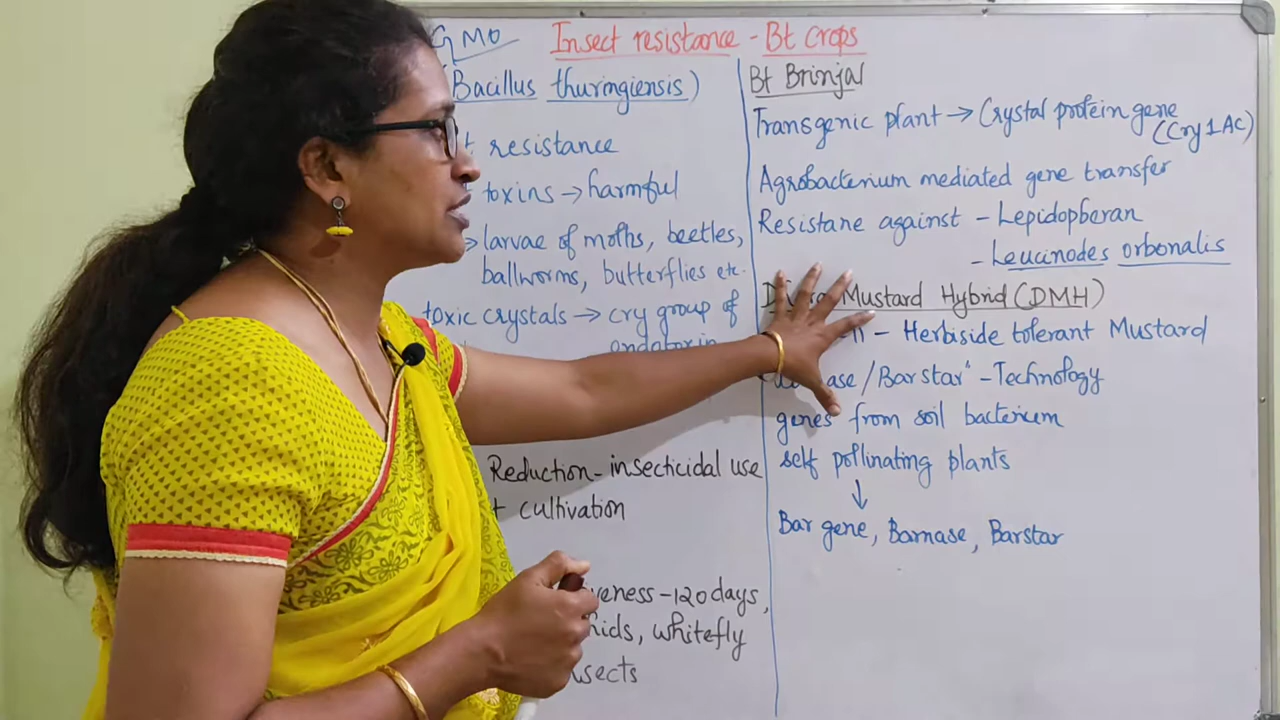 GMO
Insect resistance - Bt crops
(Bacillus thuringiensis)
resistance
toxins → harmful
larvae of moths, beetles,
ballworms, butterflies etc.
toxic crystals → cry group of
endotoxin
Reduction - insecticidal use
cultivation
veness - 120 days,
hids, whitefly
sects
Bt Brinjal
Transgenic plant → Crystal protein gene
(Cry 1 AC)
Agrobacterium mediated gene transfer
Resistane against - Lepidopberan
- Leucinodes orbonalis
Mustard Hybrid (DMH)
- Herbiside tolerant Mustard
ase/Barstar" - Technology
genes from soil bacterium
self pollinating plants
↓
Bar gene, Barnase, Barstar